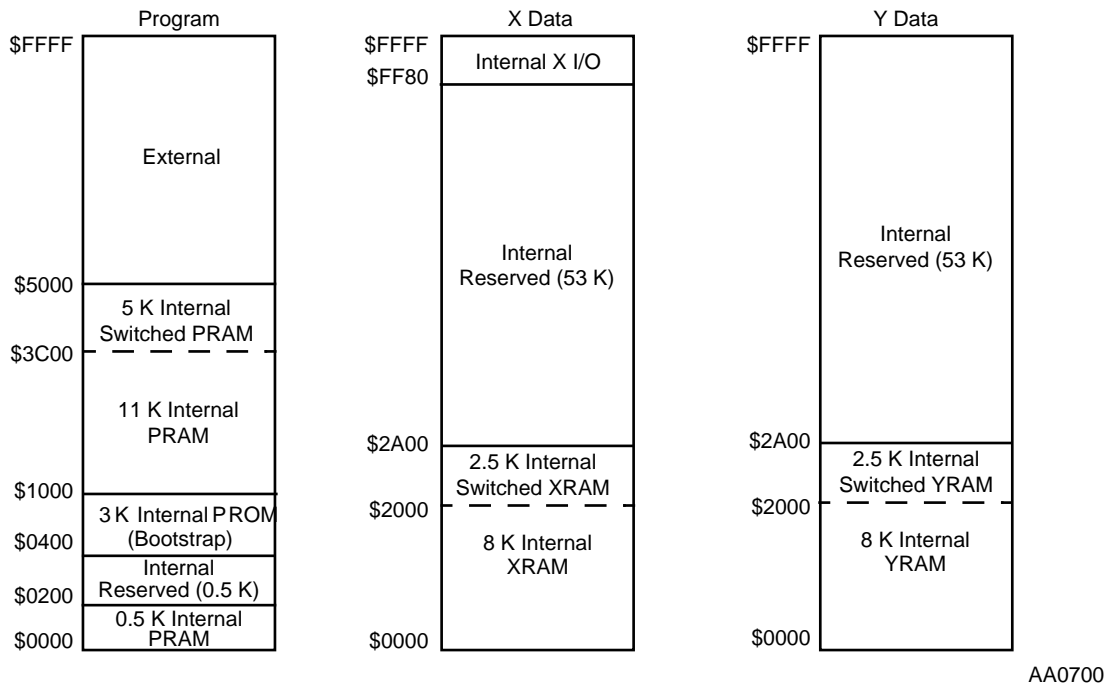 Program
$FFFF
External
$5000
5 K Internal
Switched PRAM
$3C00
11 K Internal
PRAM
$1000
3 K Internal PROM
(Bootstrap)
$0400
Internal
Reserved (0.5 K)
$0200
0.5 K Internal
PRAM
$0000
X Data
$FFFF
Internal X I/O
$FF80
Internal
Reserved (53 K)
$2A00
2.5 K Internal
Switched XRAM
$2000
8 K Internal
XRAM
$0000
Y Data
$FFFF
Internal
Reserved (53 K)
$2A00
2.5 K Internal
Switched YRAM
$2000
8 K Internal
YRAM
$0000
AA0700